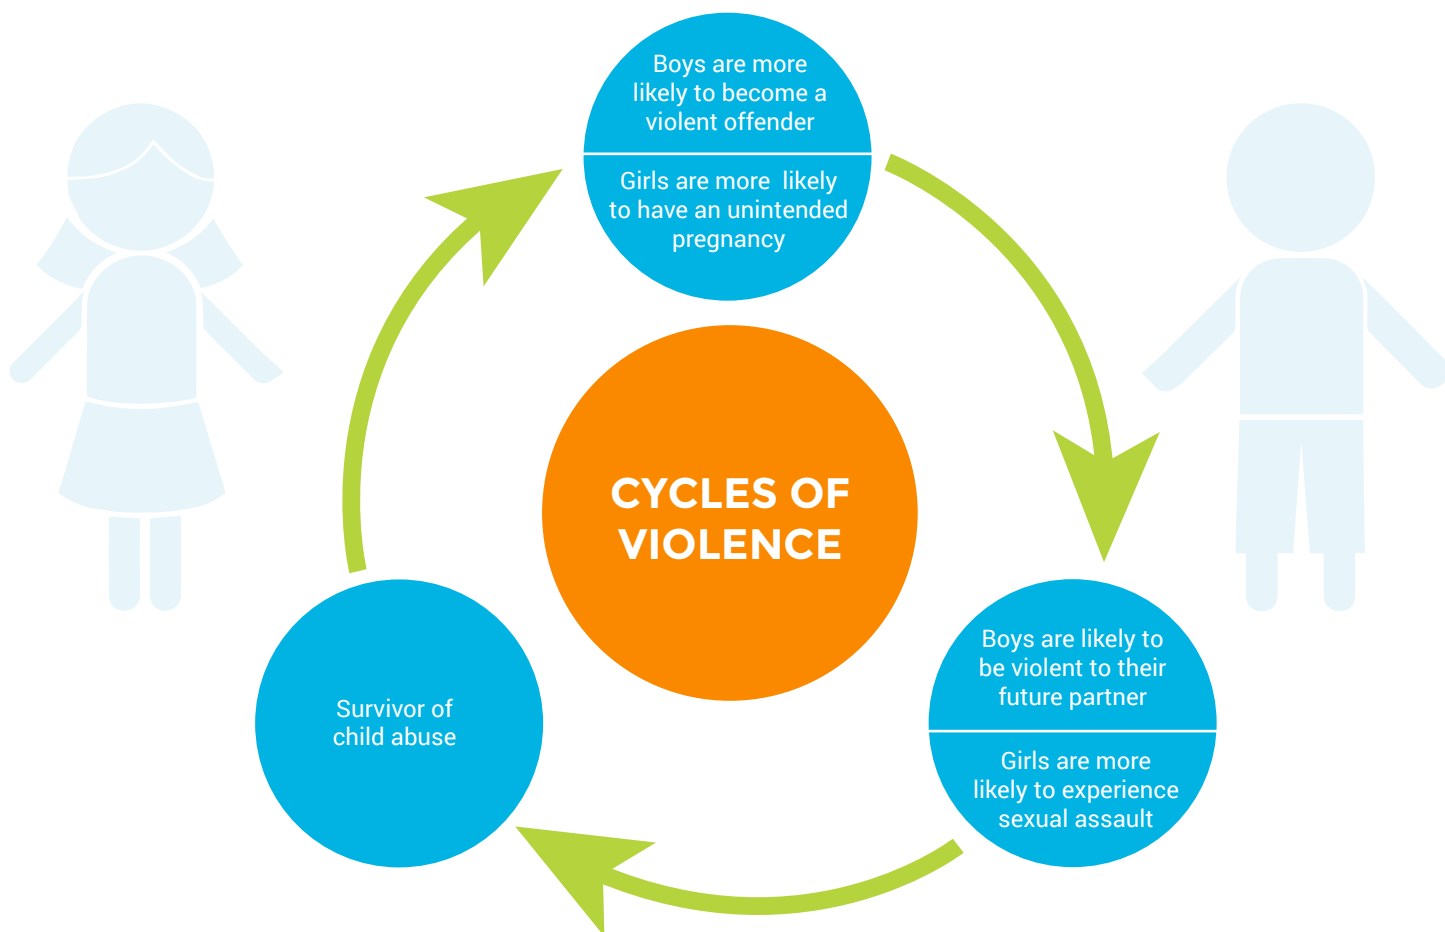 Boys are more
likely to become a
violent offender
Girls are more  likely
to have an unintended
pregnancy
CYCLES OF
VIOLENCE
Boys are likely to
be violent to their
future partner
Girls are more
likely to experience
sexual assault
Survivor of
child abuse